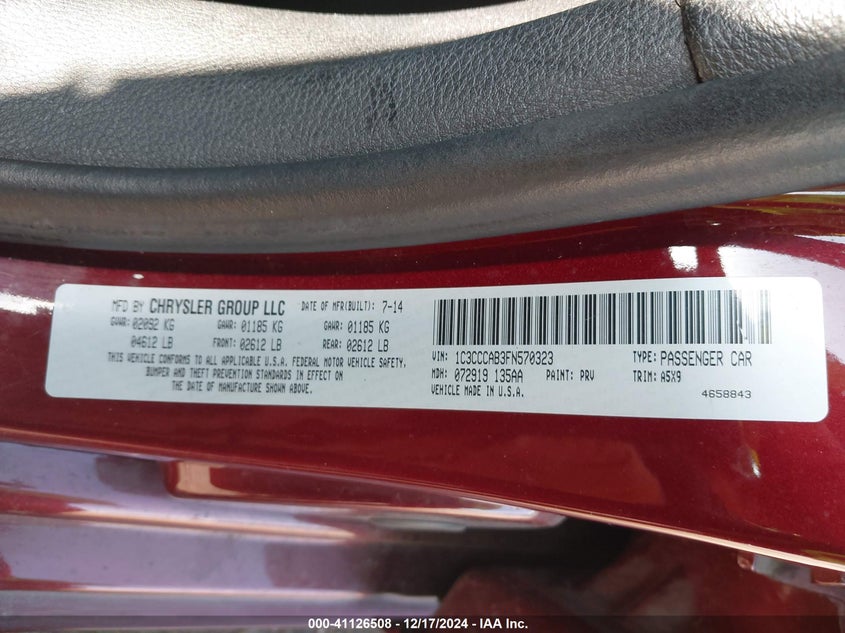 MFD BY CHRYSLER GROUP LLC DATE OF MFR(BUILT): 7-14
GVWR: 02092 KG GAWR: 01185 KG GAWR: 01185 KG
04612 LB FRONT: 02612 LB REAR: 02612 LB
THIS VEHICLE CONFORMS TO ALL APPLICABLE U.S.A. FEDERAL MOTOR VEHICLE SAFETY,
BUMPER AND THEFT PREVENTION STANDARDS IN EFFECT ON
THE DATE OF MANUFACTURE SHOWN ABOVE.
VIN: 1C3CCCAB3FN570323 TYPE: PASSENGER CAR
MDH: 072919 135AA PAINT: PRV TRIM: A5X9
VEHICLE MADE IN U.S.A. 4658843
000-41126508 - 12/17/2024 - IAA Inc.